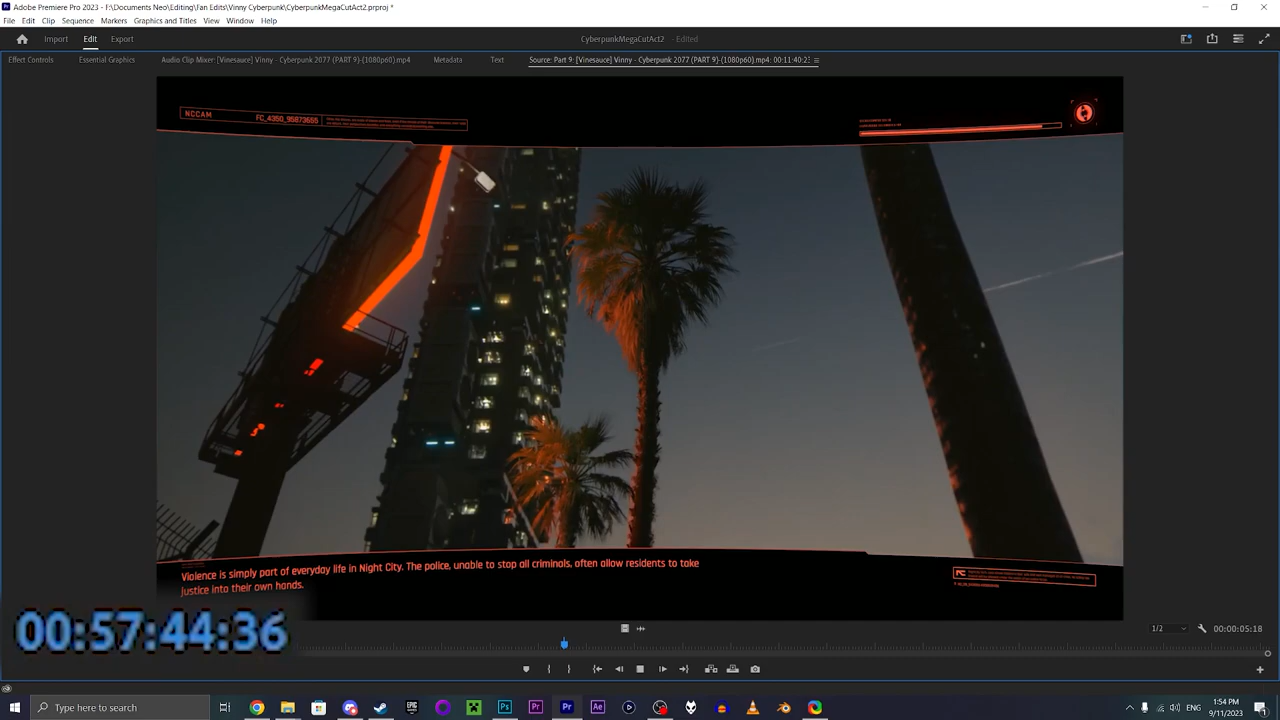 Adobe Premiere Pro 2023 - F:\Documents Neo\Editing\Fan Edits\Vinny Cyberpunk\CyberpunkMegaCutAct2.prproj *
File Edit Clip Sequence Markers Graphics and Titles View Window Help
Import Edit Export
CyberpunkMegaCutAct2 - Edited
Effect Controls
Essential Graphics
Audio Clip Mixer: [Vinesauce] Vinny - Cyberpunk 2077 (PART 9)-(1080p60).mp4
Metadata
Text
Source: Part 9: [Vinesauce] Vinny - Cyberpunk 2077 (PART 9)-(1080p60).mp4: 00:11:40:23
NCCAM
FC_4350_95873655
Violence is simply part of everyday life in Night City. The police, unable to stop all criminals, often allow residents to take
justice into their own hands.
00:57:44:36
1/2
00:00:05:18
Type here to search
ENG
1:54 PM
9/11/2023